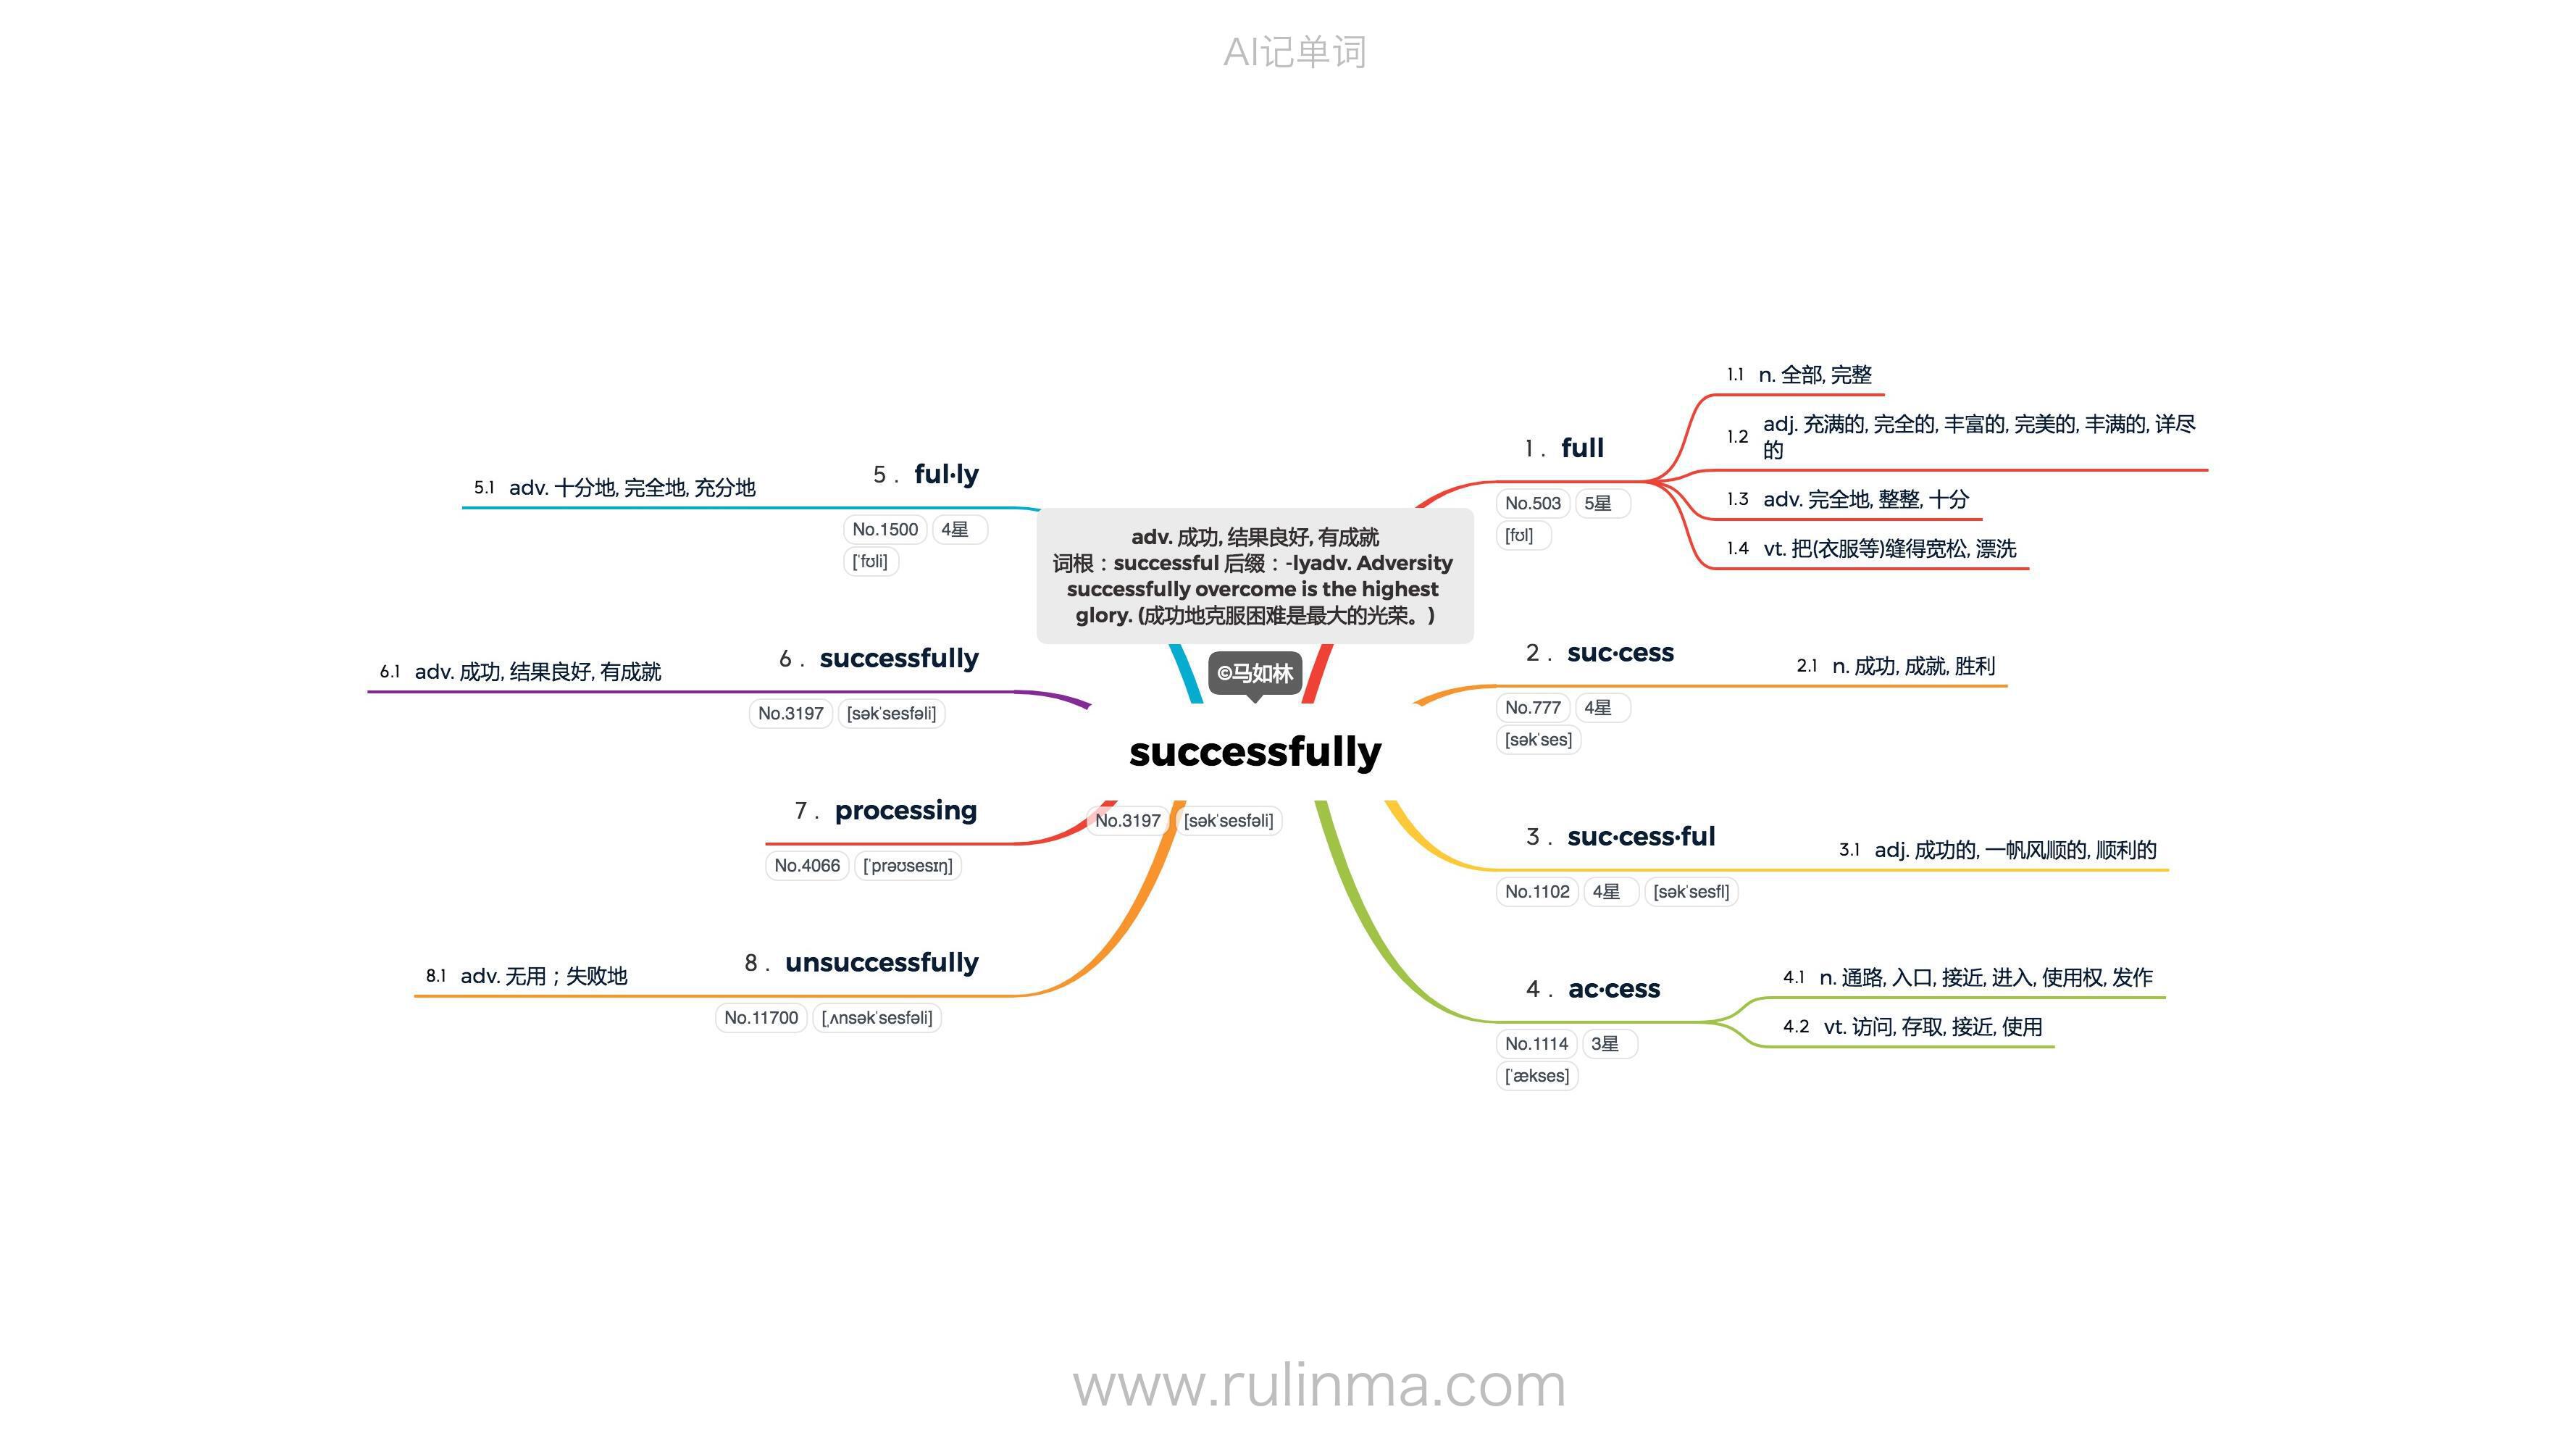 AI记单词
adv. 成功, 结果良好, 有成就
词根：successful 后缀：-lyadv. Adversity
successfully overcome is the highest
glory. (成功地克服困难是最大的光荣。)
©马如林
successfully
No.3197 [səkˈsesfəli]
1 . full
No.503 5星
[fʊl]
1.1 n. 全部, 完整
1.2 adj. 充满的, 完全的, 丰富的, 完美的, 丰满的, 详尽
的
1.3 adv. 完全地, 整整, 十分
1.4 vt. 把(衣服等)缝得宽松, 漂洗
2 . suc·cess
No.777 4星
[səkˈses]
2.1 n. 成功, 成就, 胜利
3 . suc·cess·ful
No.1102 4星 [səkˈsesfl]
3.1 adj. 成功的, 一帆风顺的, 顺利的
4 . ac·cess
No.1114 3星
[ˈækses]
4.1 n. 通路, 入口, 接近, 进入, 使用权, 发作
4.2 vt. 访问, 存取, 接近, 使用
5 . ful·ly
No.1500 4星
[ˈfʊli]
5.1 adv. 十分地, 完全地, 充分地
6 . successfully
No.3197 [səkˈsesfəli]
6.1 adv. 成功, 结果良好, 有成就
7 . processing
No.4066 [ˈprəʊsesɪŋ]
8 . unsuccessfully
No.11700 [ˌʌnsəkˈsesfəli]
8.1 adv. 无用；失败地
www.rulinma.com